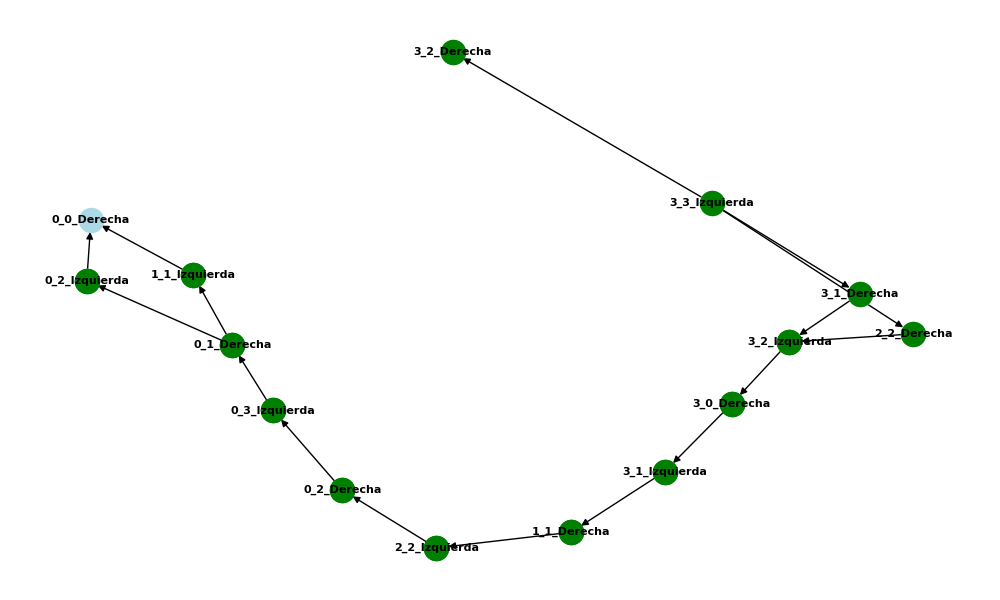 3_2_Derecha
3_3_Izquierda
0_0_Derecha
1_1_Izquierda
0_2_Izquierda
3_1_Derecha
2_2_Derecha
3_2_Izquierda
0_1_Derecha
3_0_Derecha
0_3_Izquierda
3_1_Izquierda
0_2_Derecha
1_1_Derecha
2_2_Izquierda